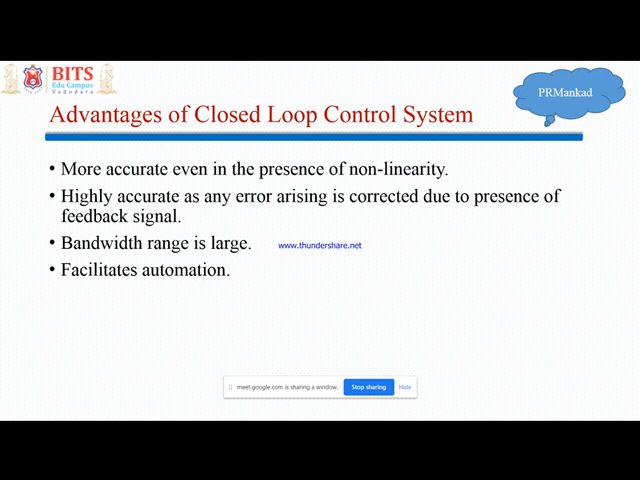 BITS
Edu Campus
Vadodara
PRMankad
Advantages of Closed Loop Control System
• More accurate even in the presence of non-linearity.
• Highly accurate as any error arising is corrected due to presence of
feedback signal.
• Bandwidth range is large.
www.thundershare.net
• Facilitates automation.
meet.google.com is sharing a window. Stop sharing Hide